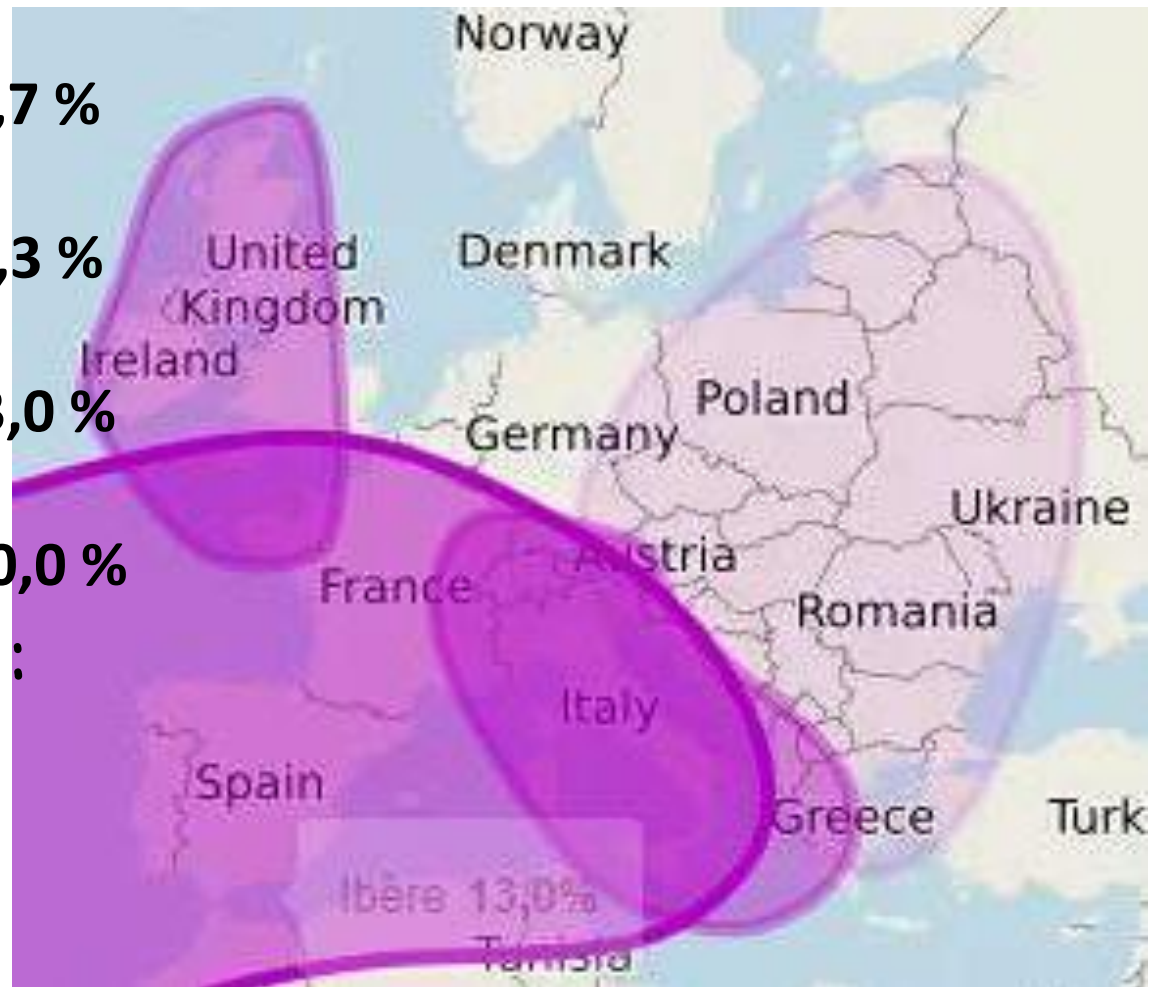 Norway
,7 %
United
Kingdom
Denmark
,3 %
Ireland
Poland
,0 %
Germany
Ukraine
Austria
0,0 %
France
Romania
:
Italy
Spain
Greece
Turk
Ibère 13,0%
Tunisia